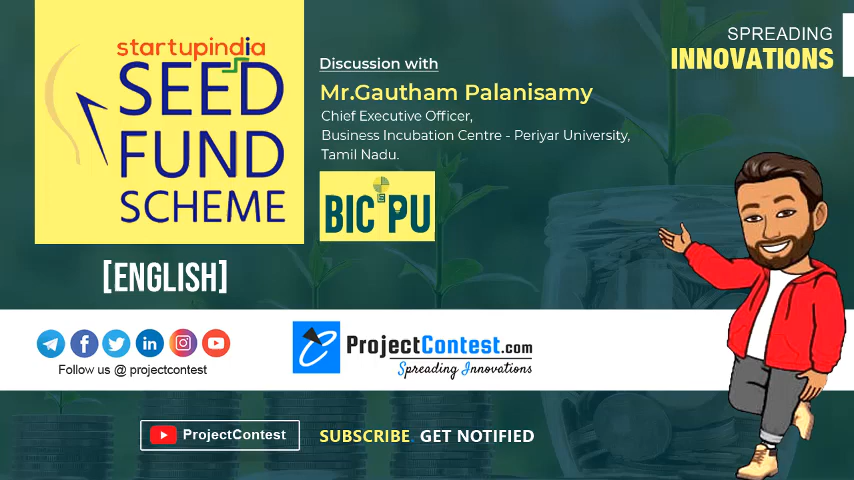 startupindia
SEED
FUND
SCHEME
[ENGLISH]
Discussion with
Mr.Gautham Palanisamy
Chief Executive Officer,
Business Incubation Centre - Periyar University,
Tamil Nadu.
BIC PU
SPREADING
INNOVATIONS
Follow us @ projectcontest
ProjectContest.com
Spreading Innovations
ProjectContest
SUBSCRIBE GET NOTIFIED